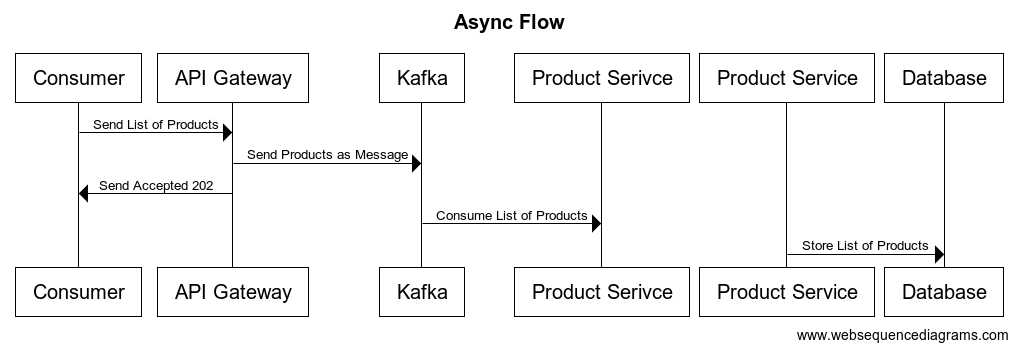 Async Flow
Consumer
API Gateway
Kafka
Product Serivce
Product Service
Database
Send List of Products
Send Products as Message
Send Accepted 202
Consume List of Products
Store List of Products
Consumer
API Gateway
Kafka
Product Serivce
Product Service
Database
www.websequencediagrams.com